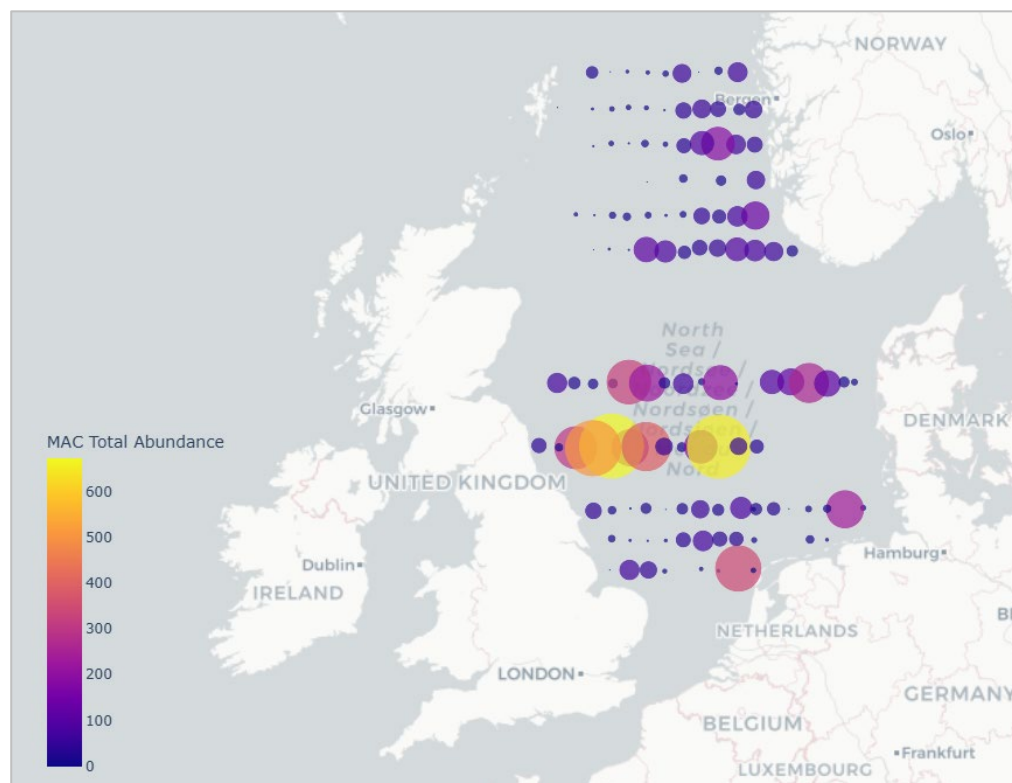 NORWAY
Bergen
Oslo
North
Sea /
Nordsøen /
Nord
Glasgow
DENMARK
MAC Total Abundance
UNITED KINGDOM
600
500
Hamburg
400
Dublin
IRELAND
300
NETHERLANDS
200
LONDON
GERMANY
100
BELGIUM
Frankfurt
0
LUXEMBOURG